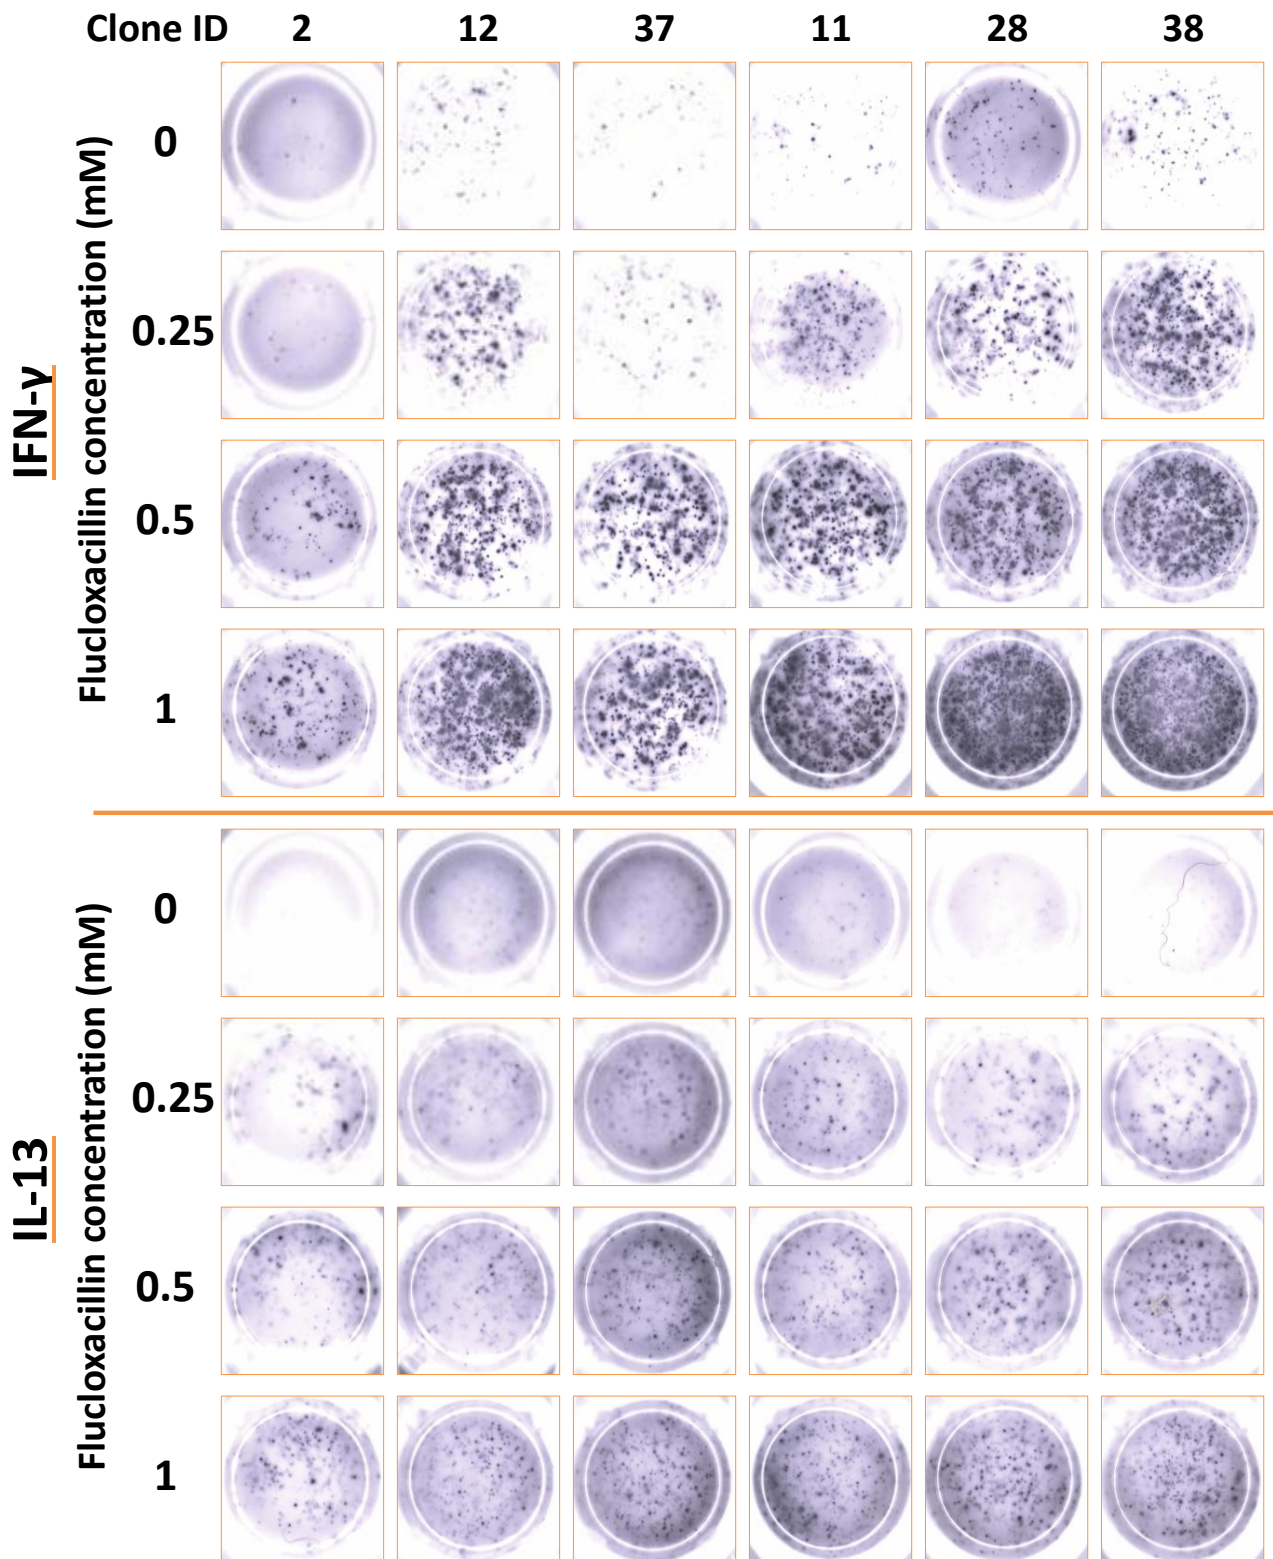 Clone ID 2 12 37 11 28 38
IFN-γ
Flucloxacillin concentration (mM)
0
0.25
0.5
1
IL-13
Flucloxacillin concentration (mM)
0
0.25
0.5
1